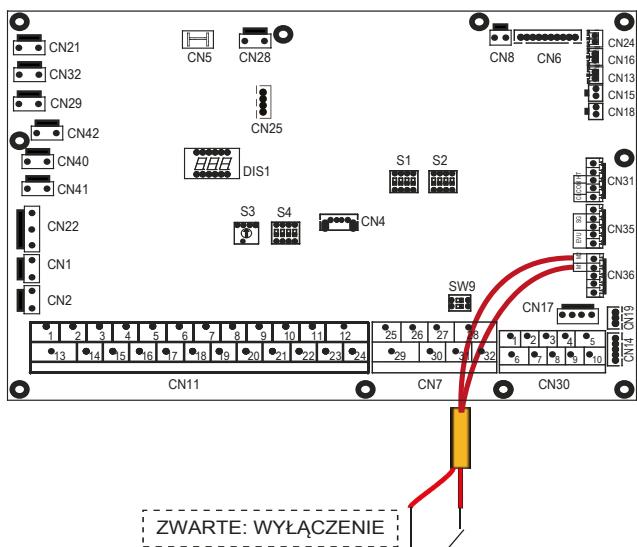 CN21
CN5
CN28
CN8
CN6
CN24
CN16
CN13
CN15
CN18
CN32
CN29
CN25
CN42
CN40
CN41
DIS1
S1
S2
CN31
CN22
S3
S4
CN4
SG
EVU
CN35
CN1
CN36
CN2
SW9
CN17
CN19
CN14
1 2 3 4 5 6 7 8 9 10 11 12
25 26 27 28
1 2 3 4 5
13 14 15 16 17 18 19 20 21 22 23 24
29 30 31 32
6 7 8 9 10
CN11
CN7
CN30
ZWARTE: WYŁĄCZENIE